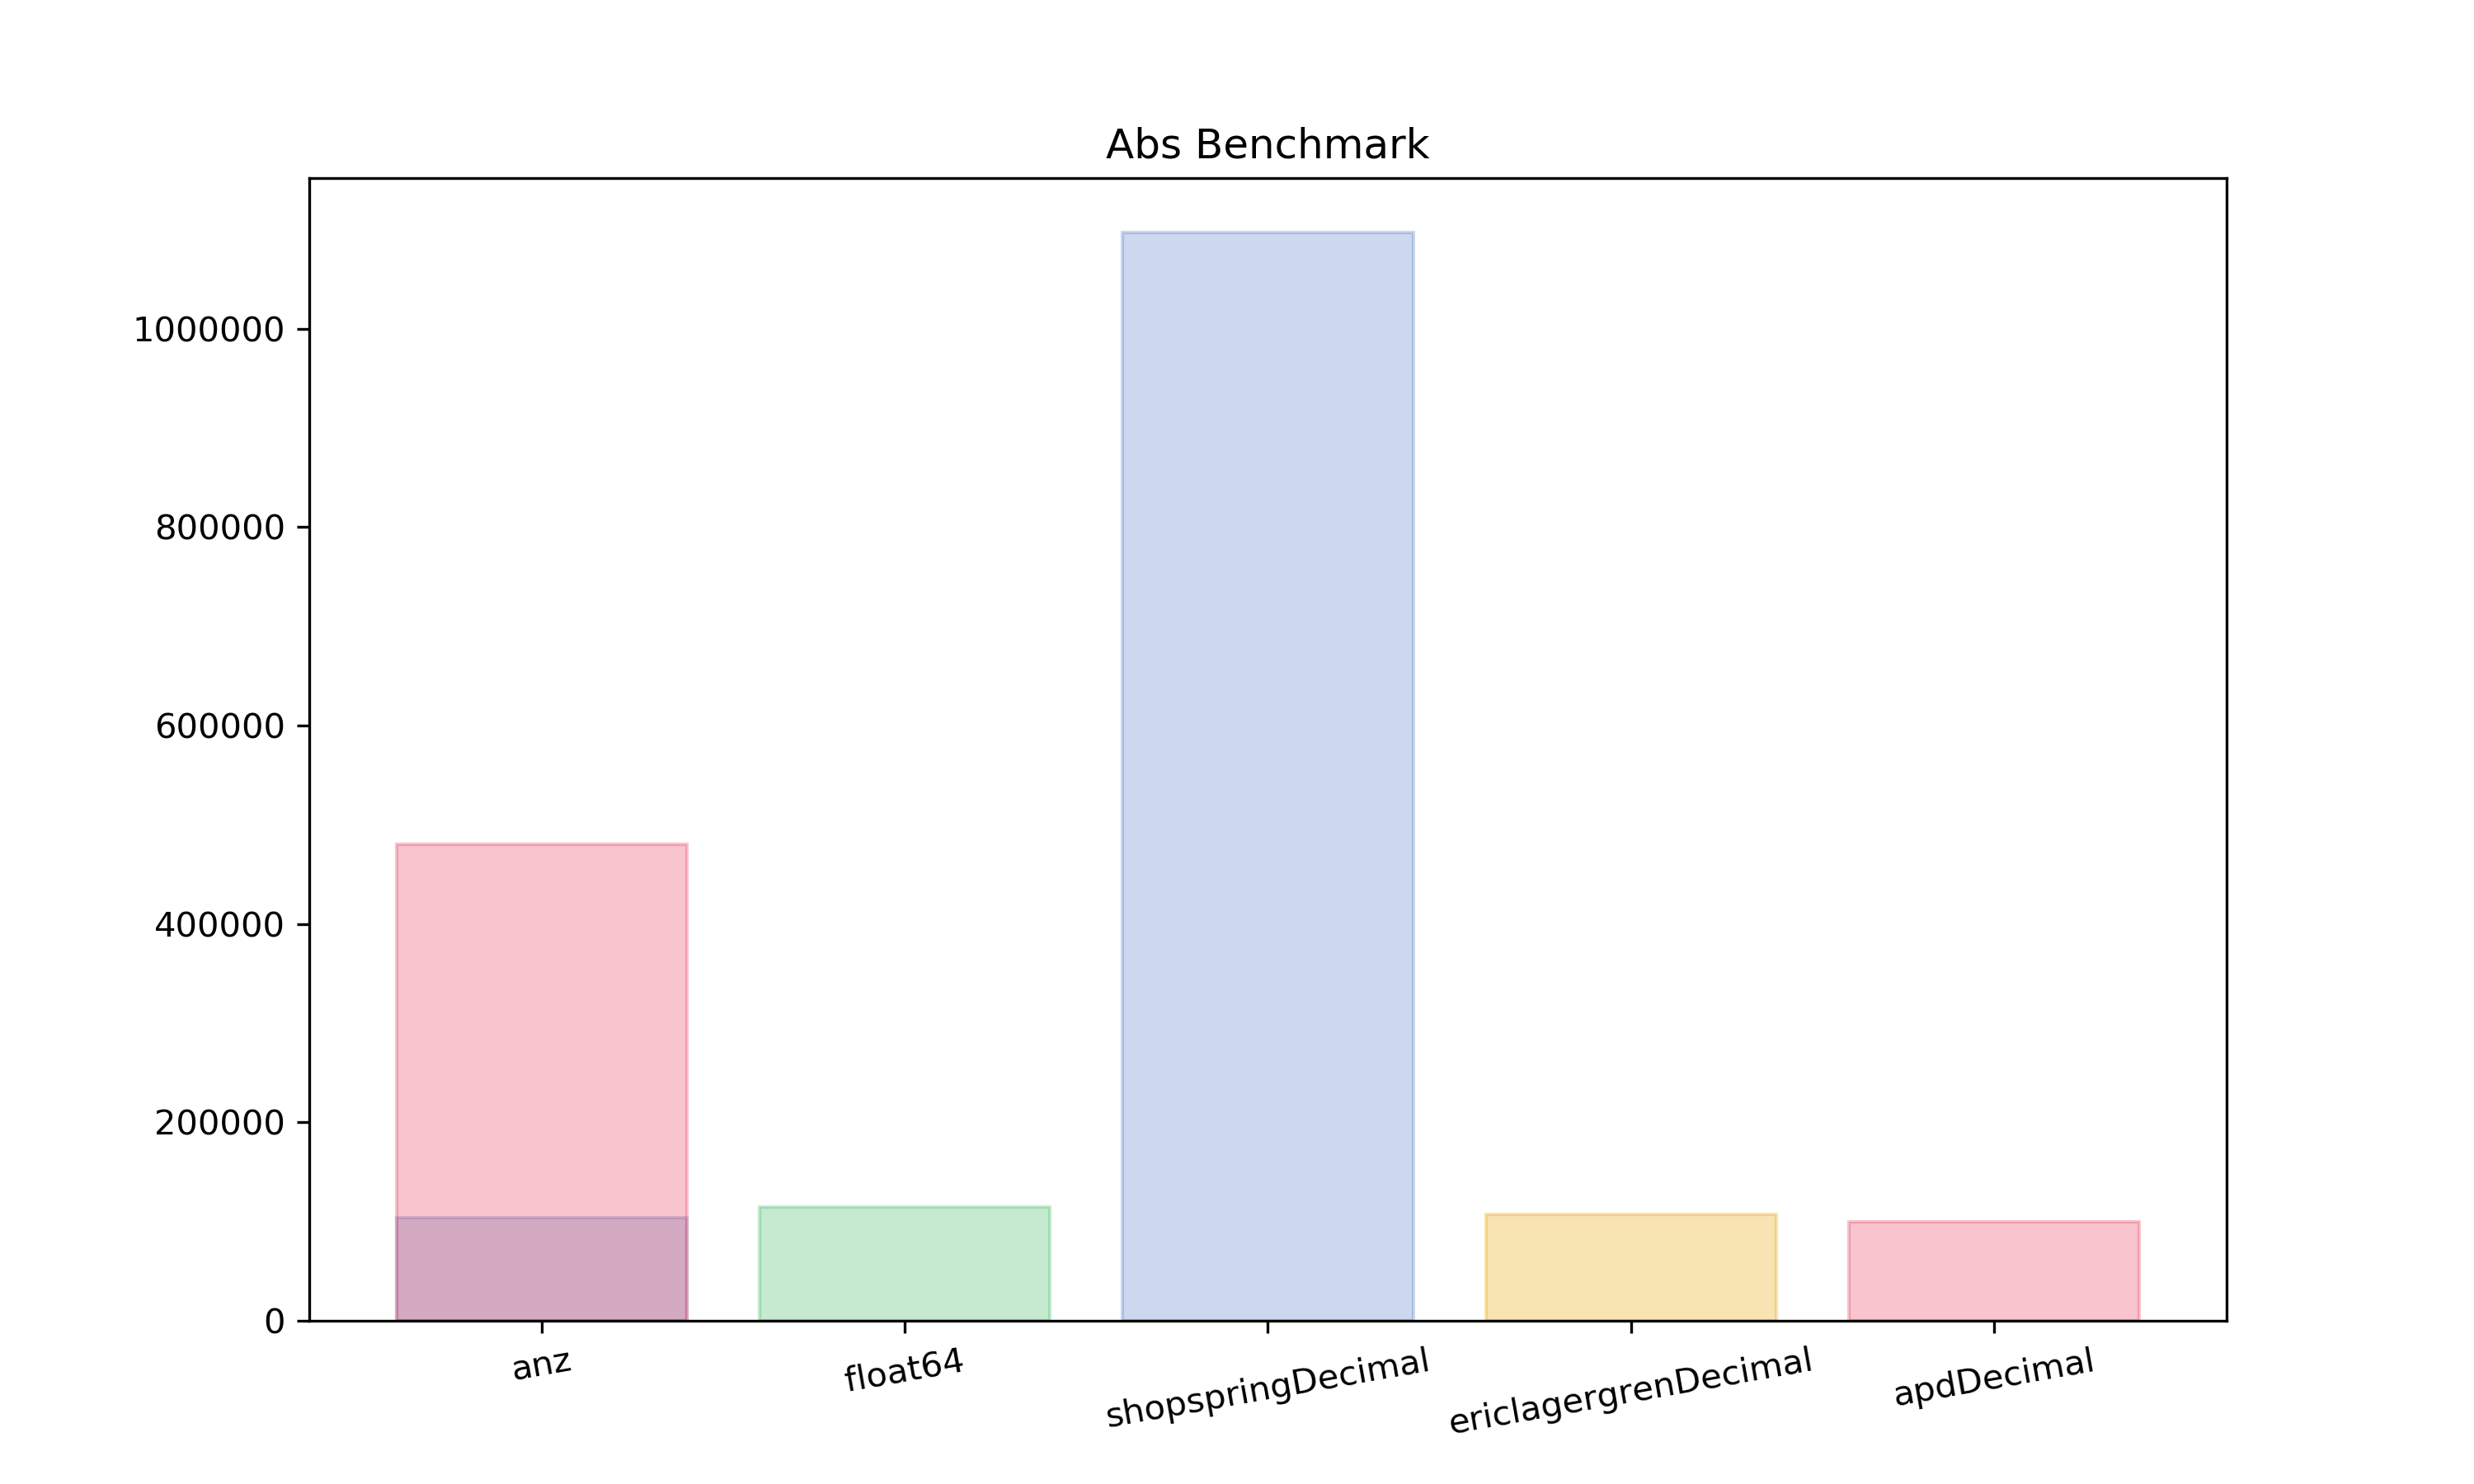 Abs Benchmark
1000000
800000
600000
400000
200000
0
anz
float64
shopspringDecimal
ericlagergrenDecimal
apdDecimal